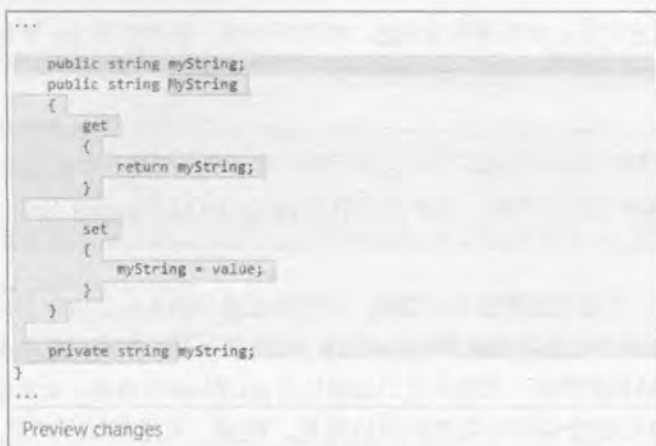 ...
public string myString;
public string MyString
{
get
{
return myString;
}
set
{
myString = value;
}
}
private string myString;
}
...
Preview changes